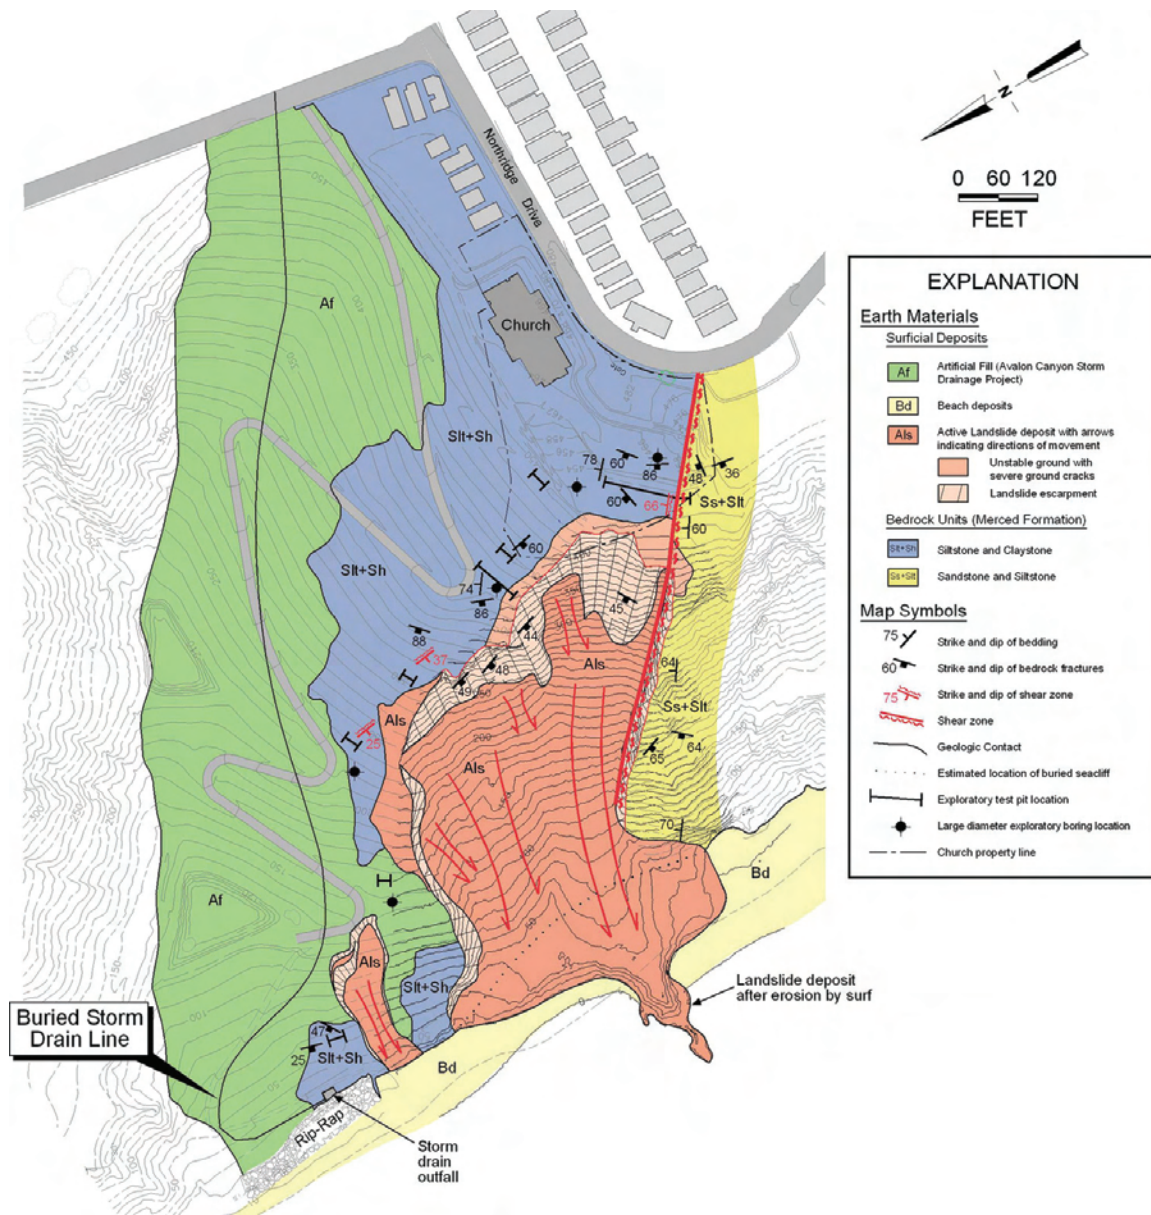 Northridge
Drive
N
0 60 120
FEET
Af
Church
Gate
Slt+Sh
78
60
86
60
66
48
36
Ss+Slt
60
Slt+Sh
60
74
86
88
37
44
48
49
45
Als
64
Ss+Slt
65
64
70
Als
25
Als
Af
Als
Slt+Sh
47
25
Slt+Sh
Bd
Bd
Rip-Rap
Buried Storm
Drain Line
Storm
drain
outfall
Landslide deposit
after erosion by surf
EXPLANATION
Earth Materials
Surficial Deposits
Af
Artificial Fill (Avalon Canyon Storm
Drainage Project)
Bd
Beach deposits
Als
Active Landslide deposit with arrows
indicating directions of movement
Unstable ground with
severe ground cracks
Landslide escarpment
Bedrock Units (Merced Formation)
Slt+Sh
Siltstone and Claystone
Ss+Slt
Sandstone and Siltstone
Map Symbols
75
Strike and dip of bedding
60
Strike and dip of bedrock fractures
75
Strike and dip of shear zone
Shear zone
Geologic Contact
Estimated location of buried seacliff
Exploratory test pit location
Large diameter exploratory boring location
Church property line